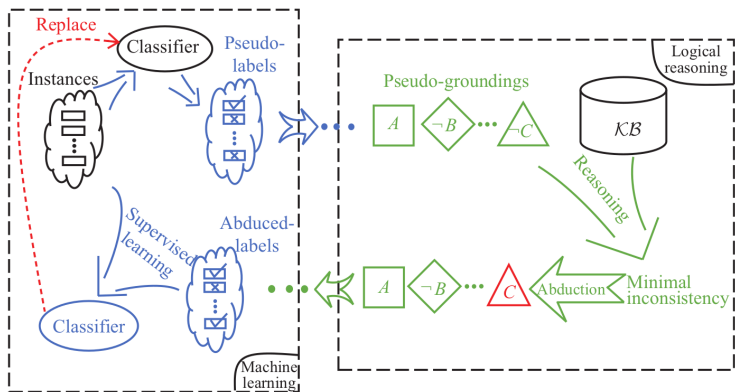 Replace
Classifier
Pseudo-
labels
Instances
Supervised
learning
Abduced-
labels
Classifier
Machine
learning
Logical
reasoning
Pseudo-groundings
A
¬B
¬C
KB
Reasoning
A
¬B
C
Abduction
Minimal
inconsistency